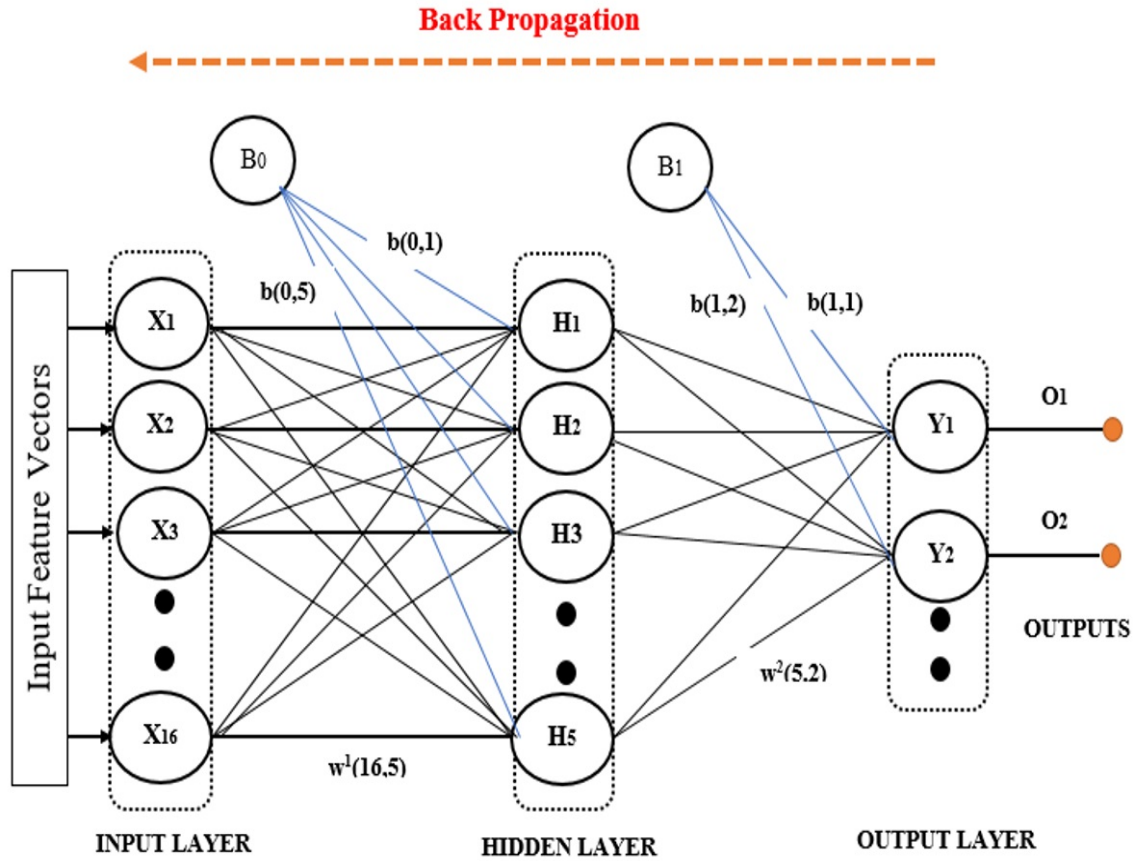 Back Propagation
B0
B1
b(0,1)
b(0,5)
b(1,2)
b(1,1)
Input Feature Vectors
X1
H1
X2
H2
Y1
O1
X3
H3
Y2
O2
OUTPUTS
w²(5.2)
X16
H5
w¹(16,5)
INPUT LAYER
HIDDEN LAYER
OUTPUT LAYER